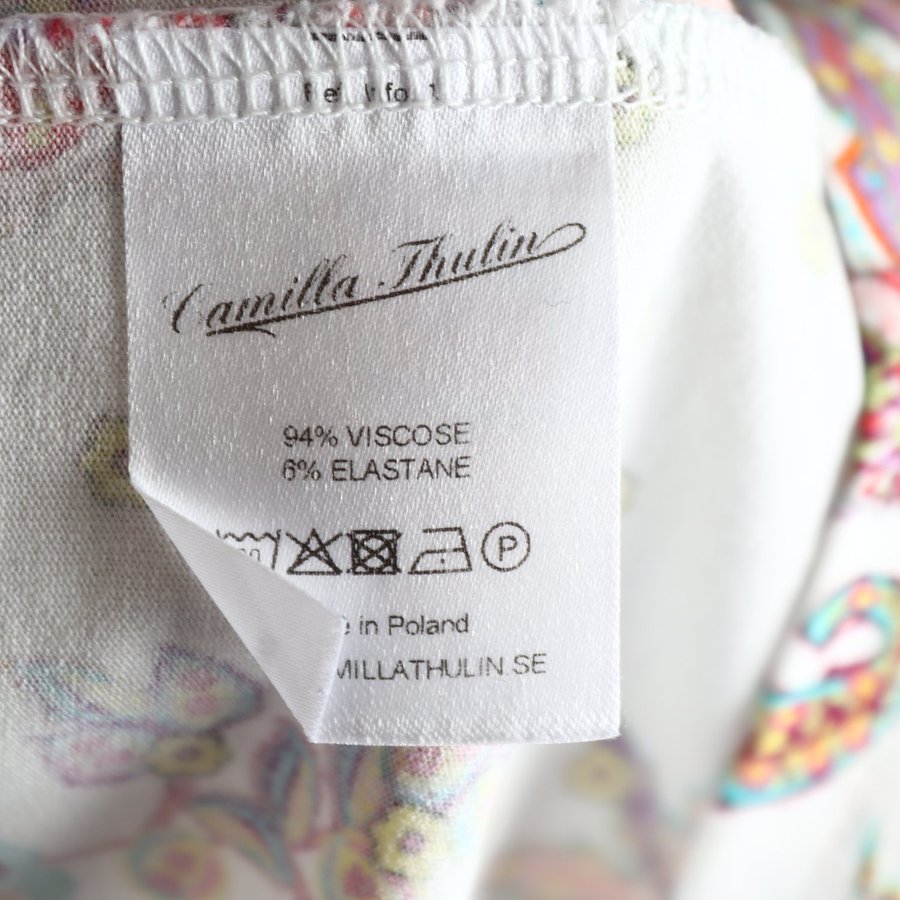 Camilla Thulin
94% VISCOSE
6% ELASTANE
P
in Poland
MILLATHULIN.SE